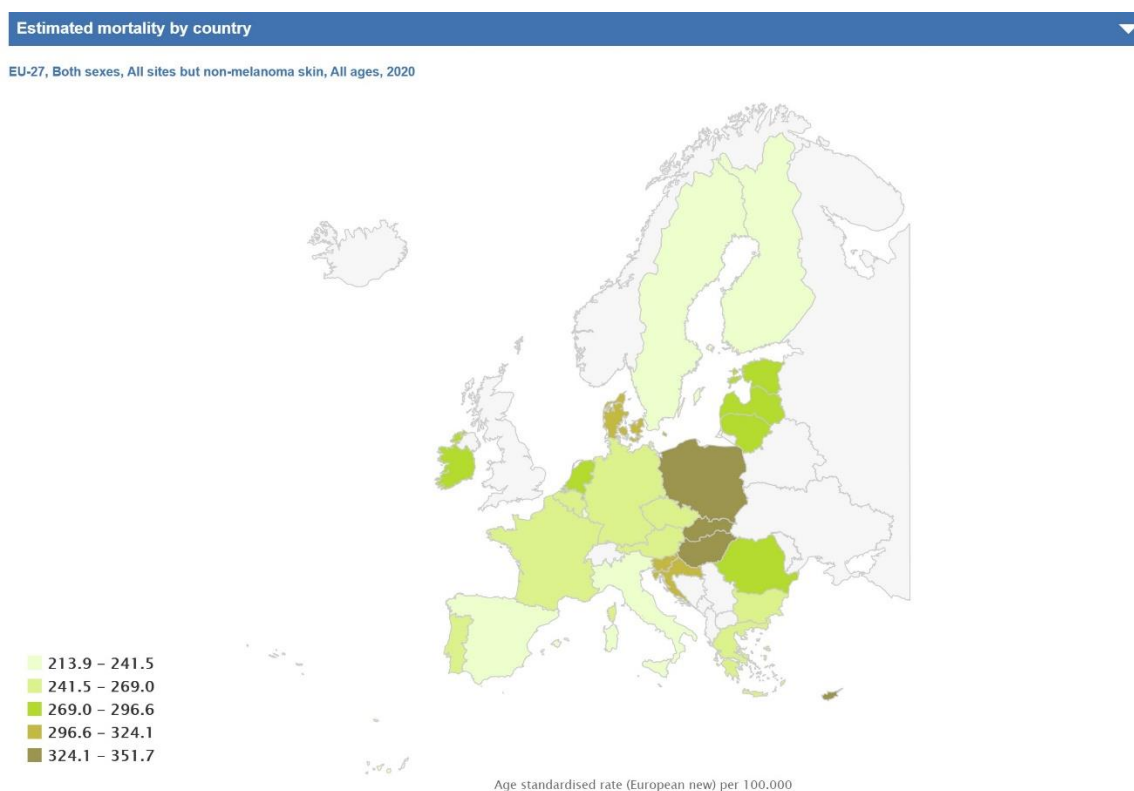 Estimated mortality by country
EU-27, Both sexes, All sites but non-melanoma skin, All ages, 2020
213.9 – 241.5
241.5 – 269.0
269.0 – 296.6
296.6 – 324.1
324.1 – 351.7
Age standardised rate (European new) per 100.000